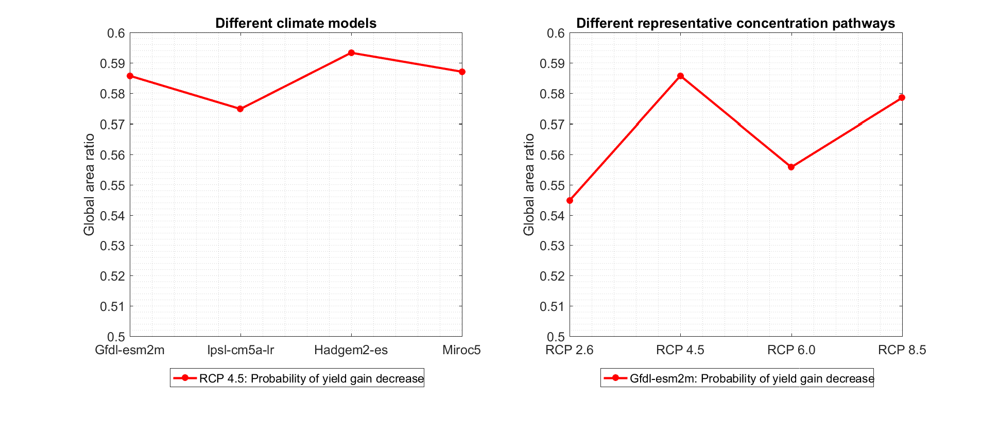 Different climate models
0.6
0.59
0.58
0.57
0.56
0.55
0.54
0.53
0.52
0.51
0.5
Global area ratio
Gfdl-esm2m Ipsl-cm5a-lr Hadgem2-es Miroc5
RCP 4.5: Probability of yield gain decrease
Different representative concentration pathways
0.6
0.59
0.58
0.57
0.56
0.55
0.54
0.53
0.52
0.51
0.5
Global area ratio
RCP 2.6 RCP 4.5 RCP 6.0 RCP 8.5
Gfdl-esm2m: Probability of yield gain decrease